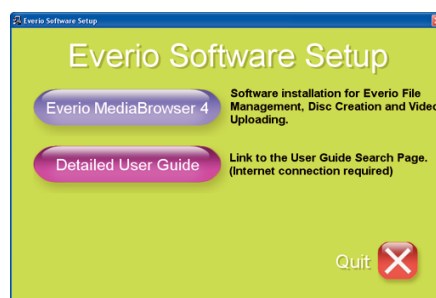 Everio Software Setup
Everio Software Setup
Everio MediaBrowser 4
Software installation for Everio File
Management, Disc Creation and Video
Uploading.
Detailed User Guide
Link to the User Guide Search Page.
(Internet connection required)
Quit